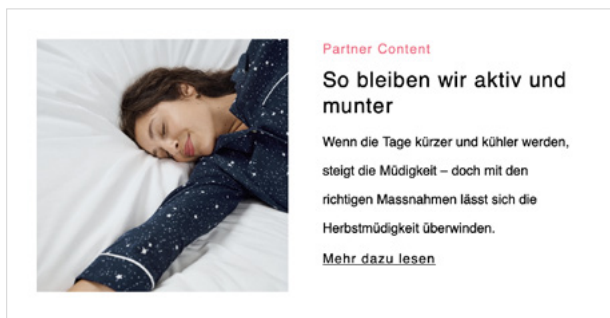 Partner Content
So bleiben wir aktiv und
munter
Wenn die Tage kürzer und kühler werden,
steigt die Müdigkeit – doch mit den
richtigen Massnahmen lässt sich die
Herbstmüdigkeit überwinden.
Mehr dazu lesen